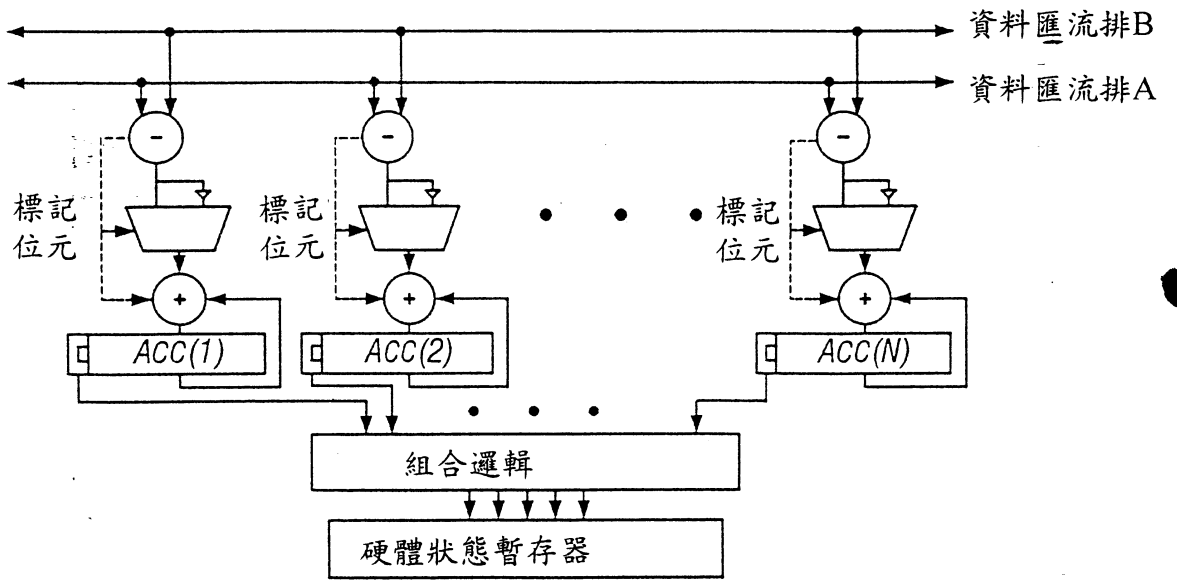 資料匯流排B
資料匯流排A
-
-
-
標記
位元
標記
位元
標記
位元
+
+
+
ACC(1)
ACC(2)
ACC(N)
組合邏輯
硬體狀態暫存器